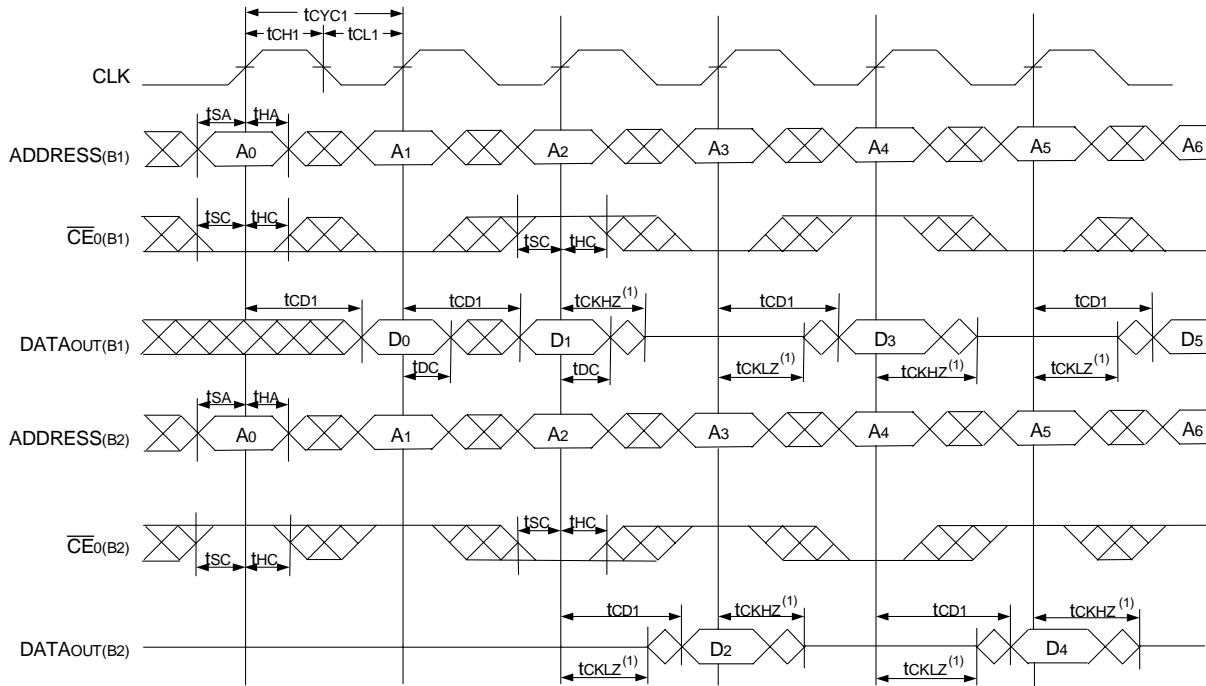 tCYC1
tCH1 tCL1
CLK
tSA tHA
ADDRESS(B1) A0 A1 A2 A3 A4 A5 A6
tSC tHC
CE0(B1)
tSC tHC
tCD1 tCD1 tCKHZ(1) tCD1 tCD1
DATAOUT(B1) D0 D1 D3 D5
tDC tDC tCKLZ(1) tCKHZ(1) tCKLZ(1)
tSA tHA
ADDRESS(B2) A0 A1 A2 A3 A4 A5 A6
tSC tHC
CE0(B2)
tSC tHC
tCD1 tCKHZ(1) tCD1 tCKHZ(1)
DATAOUT(B2) D2 D4
tCKLZ(1) tCKLZ(1)